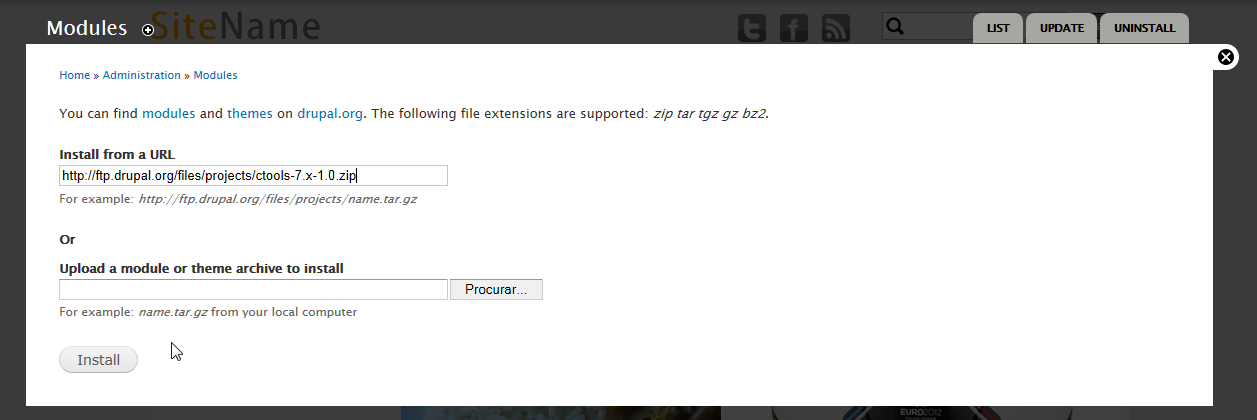 Modules
SiteName
LIST
UPDATE
UNINSTALL
Home » Administration » Modules
You can find modules and themes on drupal.org. The following file extensions are supported: zip tar tgz gz bz2.
Install from a URL
http://ftp.drupal.org/files/projects/ctools-7.x-1.0.zip
For example: http://ftp.drupal.org/files/projects/name.tar.gz
Or
Upload a module or theme archive to install
Procurar...
For example: name.tar.gz from your local computer
Install
EURO2012